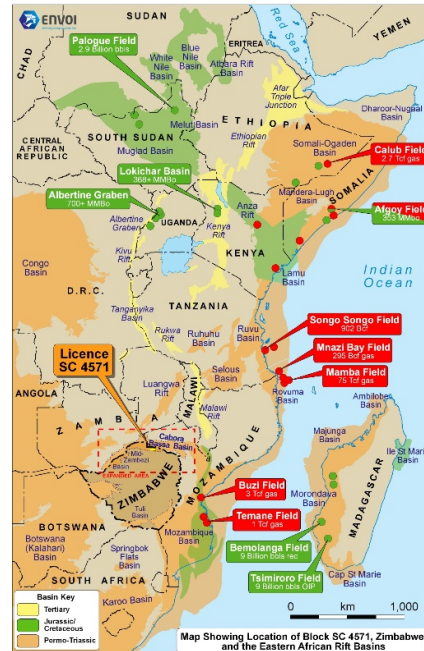 ENVOI
SUDAN
Red Sea
YEMEN
CHAD
Palogue Field
2.9 Billion bbls
ERITREA
Blue
Nile
Basin
White
Nile
Basin
Atbara Rift
Basin
Afar
Triple
Junction
Dharoor-Nugaal
Basin
ETHIOPIA
Ethiopian
Rift
SOUTH SUDAN
Melut Basin
Muglad Basin
CENTRAL
AFRICAN
REPUBLIC
Somali-Ogaden
Basin
Calub Field
2.7 Tcf gas
Lokichar Basin
368+ MMBo
Mandera-Lugh
Basin
SOMALIA
Albertine Graben
700+ MMBo
Anza
Rift
Afgoy Field
353 MMbo
Albertine
Graben
UGANDA
Kenya
Rift
KENYA
Kivu
Rift
Congo
Basin
Lamu
Basin
Indian
Ocean
D.R.C.
TANZANIA
Tanganyika
Basin
Songo Songo Field
902 Bcf
Rukwa Rift
Ruhuhu
Basin
Ruvu
Basin
Mnazi Bay Field
295 Bcf gas
Licence
SC 4571
Selous
Basin
Mamba Field
75 Tcf gas
Luangwa
Rift
MALAWI
Rovuma
Basin
ANGOLA
Ambilobe
Basin
ZAMBIA
Malawi
Rift
Majunga
Basin
Ile St Marie
Basin
Cabora
Bassa Basin
Mid-
Zambezi
Basin
EXPANDED AREA
MOZAMBIQUE
ZIMBABWE
Buzi Field
3 Tcf gas
Morondava
Basin
MADAGASCAR
Tuli
Basin
Temane Field
1 Tcf gas
BOTSWANA
Mozambique
Basin
Bemolanga Field
9 Billion bbls rec
Botswana
(Kalahari)
Basin
Springbok
Flats
Basin
Tsimiroro Field
9 Billion bbls OIP
Cap St Marie
Basin
SOUTH AFRICA
Karoo Basin
Basin Key
Tertiary
Jurassic/
Cretaceous
Permo-Triassic
0 km 1,000
Map Showing Location of Block SC 4571, Zimbabwe
and the Eastern African Rift Basins